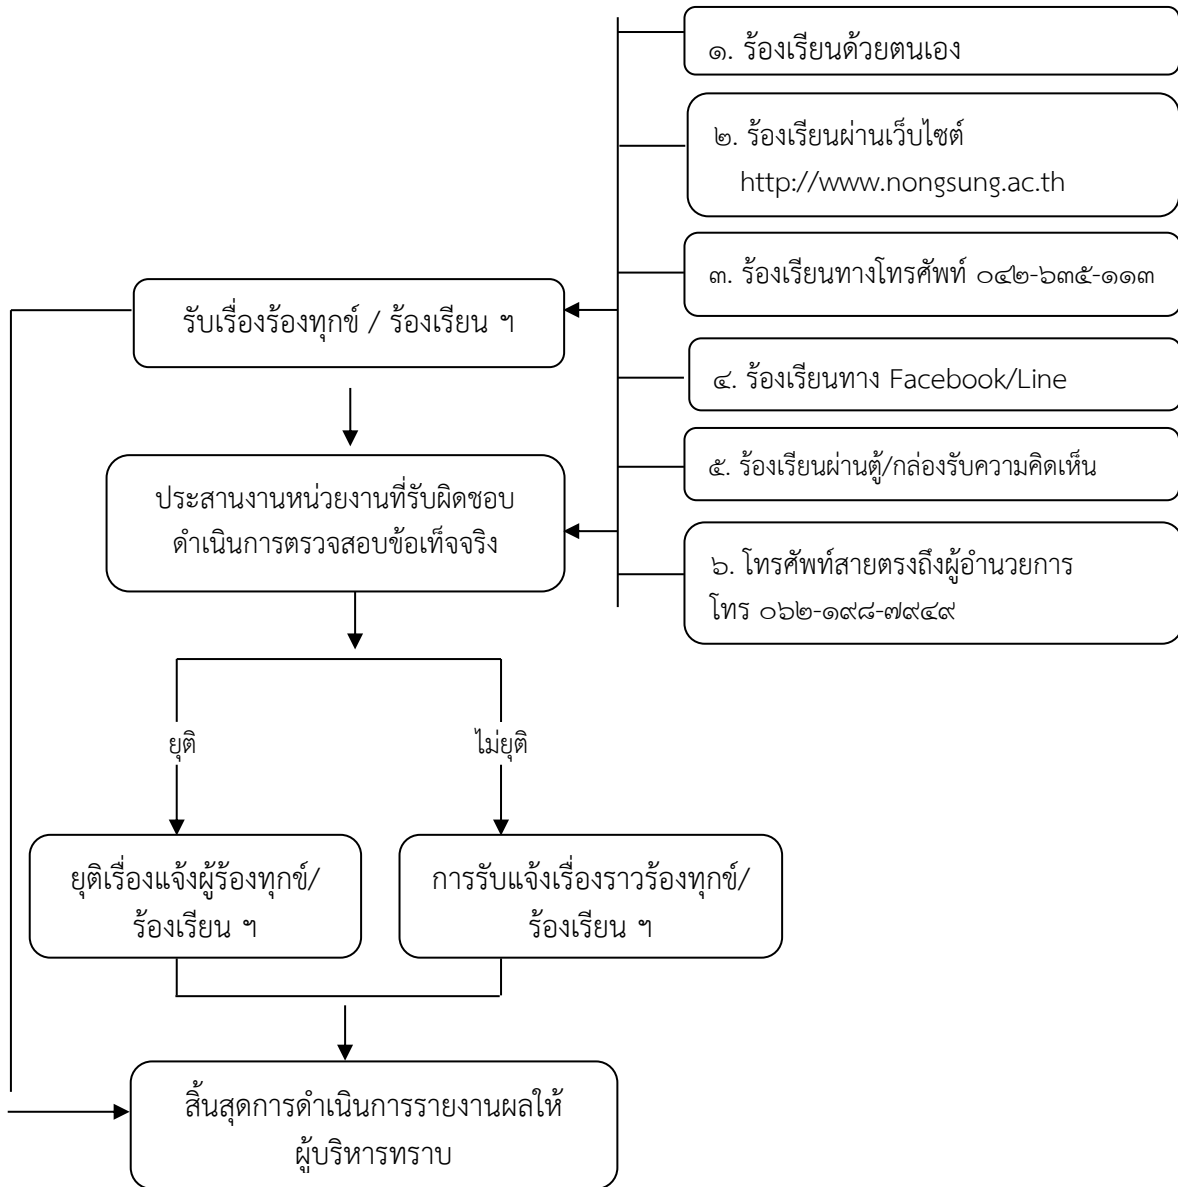 ๑. ร้องเรียนด้วยตนเอง
๒. ร้องเรียนผ่านเว็บไซต์
http://www.nongsung.ac.th
๓. ร้องเรียนทางโทรศัพท์ ๐๔๒-๖๓๕-๑๑๓
๔. ร้องเรียนทาง Facebook/Line
๕. ร้องเรียนผ่านตู้/กล่องรับความคิดเห็น
๖. โทรศัพท์สายตรงถึงผู้อำนวยการ
โทร ๐๖๒-๑๙๘-๗๙๔๙
รับเรื่องร้องทุกข์ / ร้องเรียน ฯ
ประสานงานหน่วยงานที่รับผิดชอบ
ดำเนินการตรวจสอบข้อเท็จจริง
ยุติ
ไม่ยุติ
ยุติเรื่องแจ้งผู้ร้องทุกข์/
ร้องเรียน ฯ
การรับแจ้งเรื่องราวร้องทุกข์/
ร้องเรียน ฯ
สิ้นสุดการดำเนินการรายงานผลให้
ผู้บริหารทราบ